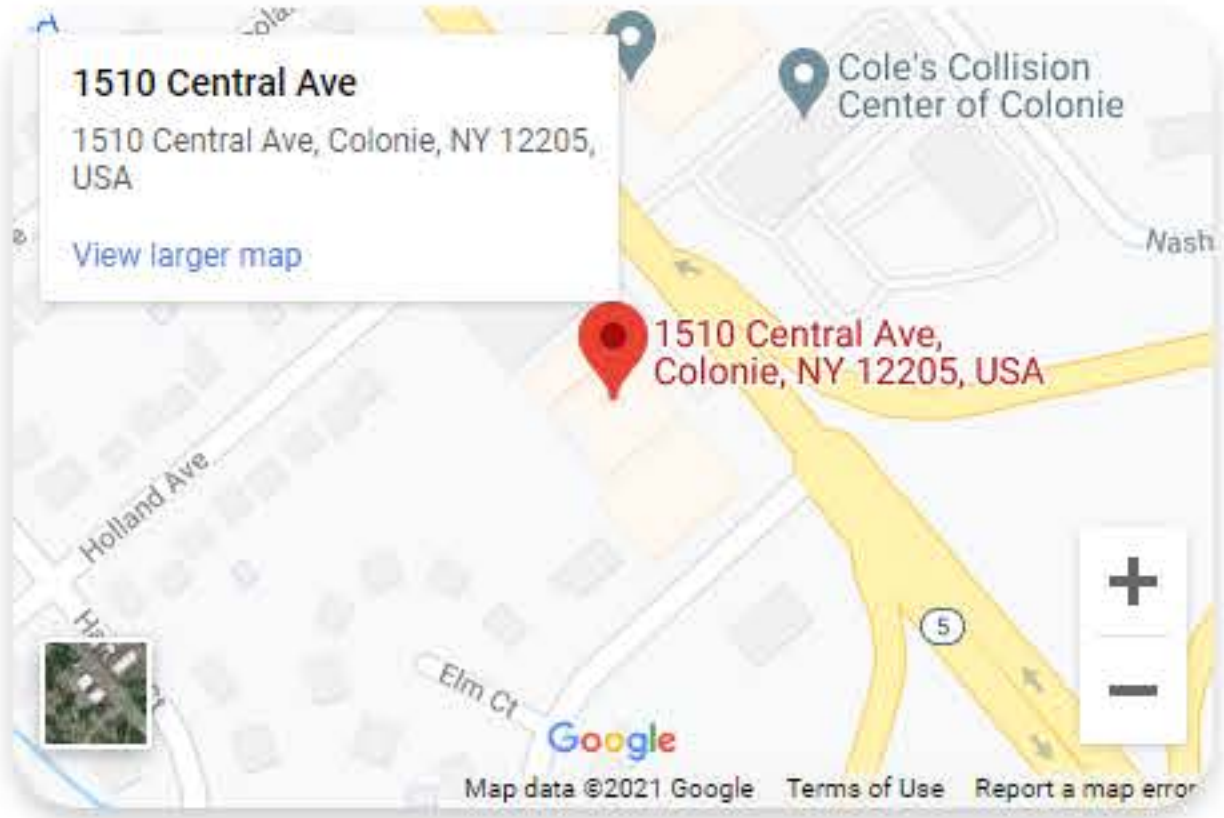 1510 Central Ave
1510 Central Ave, Colonie, NY 12205,
USA
View larger map
Cole's Collision
Center of Colonie
Nash
1510 Central Ave,
Colonie, NY 12205, USA
Holland Ave
5
Elm Ct
Google
Map data ©2021 Google
Terms of Use
Report a map error